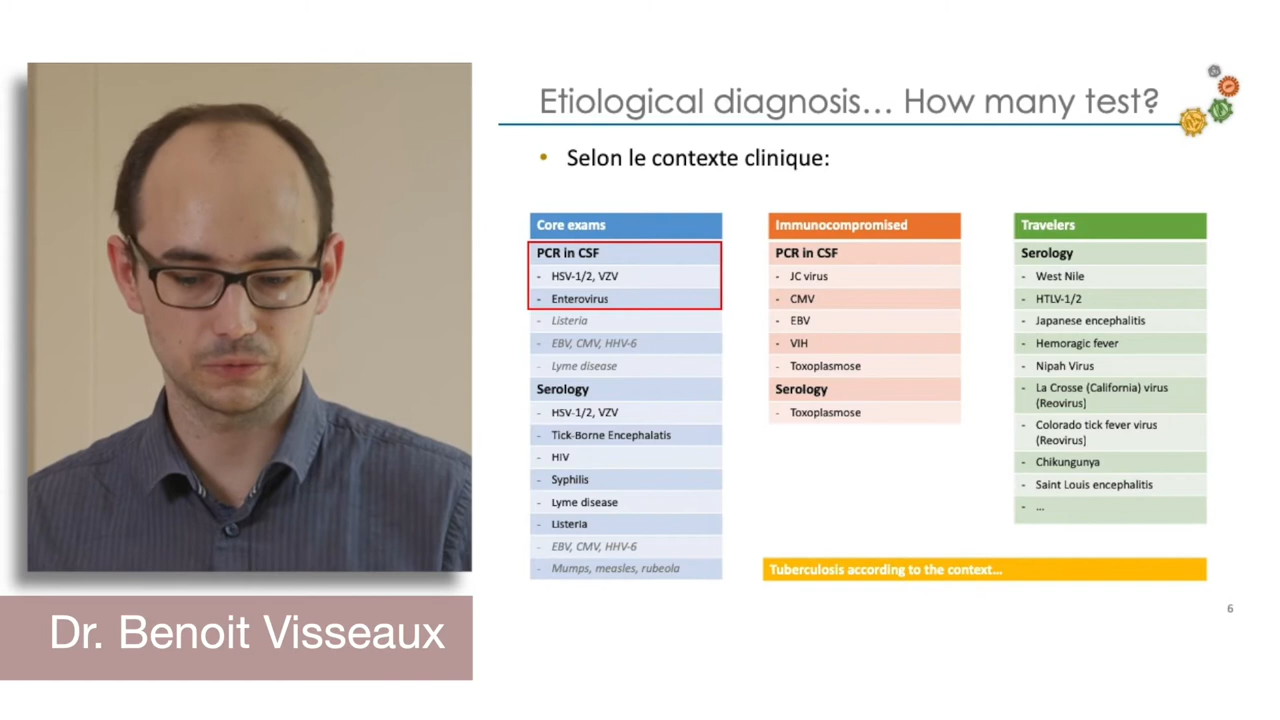 Etiological diagnosis… How many test?
• Selon le contexte clinique:
Core exams
PCR in CSF
- HSV-1/2, VZV
- Enterovirus
- Listeria
- EBV, CMV, HHV-6
- Lyme disease
Serology
- HSV-1/2, VZV
- Tick-Borne Encephalatis
- HIV
- Syphilis
- Lyme disease
- Listeria
- EBV, CMV, HHV-6
- Mumps, measles, rubeola
Immunocompromised
PCR in CSF
- JC virus
- CMV
- EBV
- VIH
- Toxoplasmose
Serology
- Toxoplasmose
Travelers
Serology
- West Nile
- HTLV-1/2
- Japanese encephalitis
- Hemoragic fever
- Nipah Virus
- La Crosse (California) virus
(Reovirus)
- Colorado tick fever virus
(Reovirus)
- Chikungunya
- Saint Louis encephalitis
- ...
Tuberculosis according to the context…
6
Dr. Benoit Visseaux